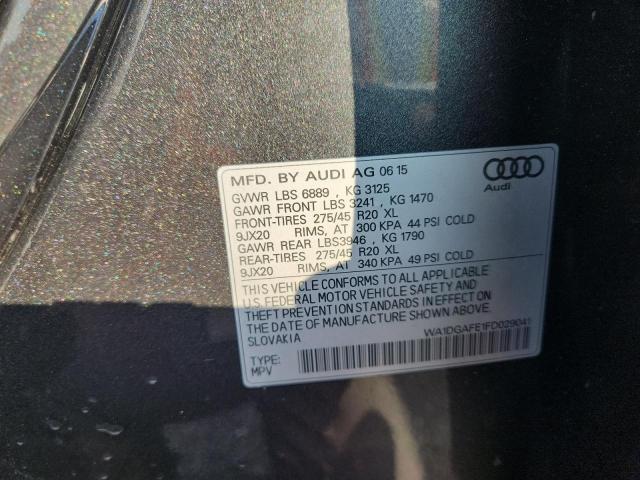 MFD. BY AUDI AG 06 15
GVWR LBS 6889 , KG 3125
GAWR FRONT LBS 3241 , KG 1470
FRONT-TIRES 275/45 R20 XL
9JX20 RIMS, AT 300 KPA 44 PSI COLD
GAWR REAR LBS3946 , KG 1790
REAR-TIRES 275/45 R20 XL
9JX20 RIMS, AT 340 KPA 49 PSI COLD
Audi
THIS VEHICLE CONFORMS TO ALL APPLICABLE
U.S. FEDERAL MOTOR VEHICLE SAFETY AND
THEFT PREVENTION STANDARDS IN EFFECT ON
THE DATE OF MANUFACTURE SHOWN ABOVE.
SLOVAKIA
WA1DGAFE1FD029041
TYPE:
MPV